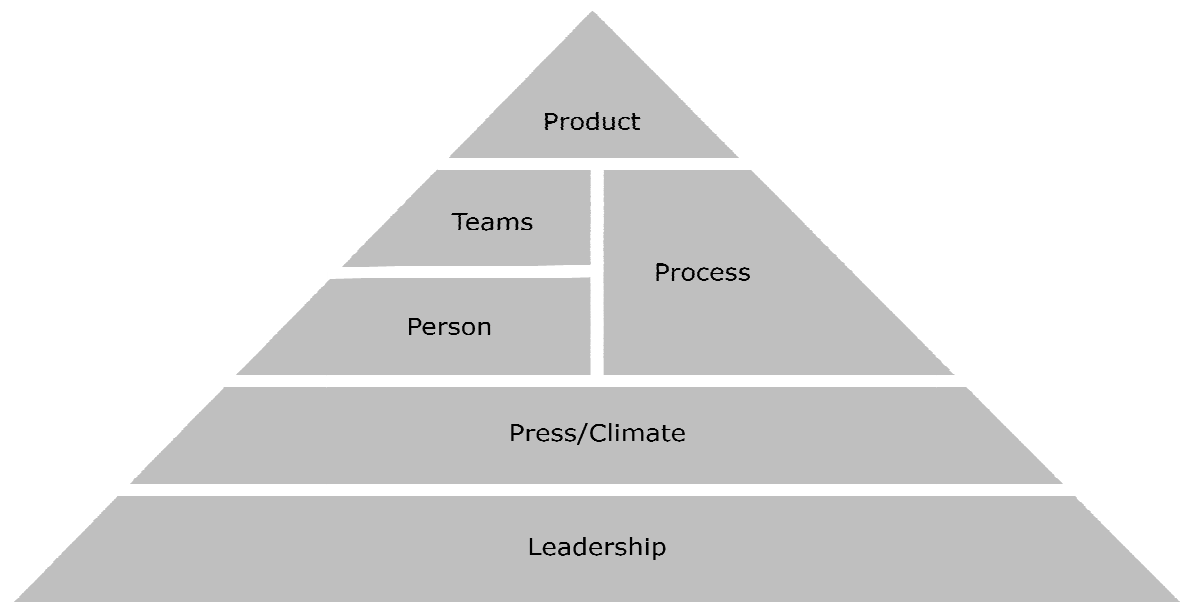 Product
Teams
Process
Person
Press/Climate
Leadership